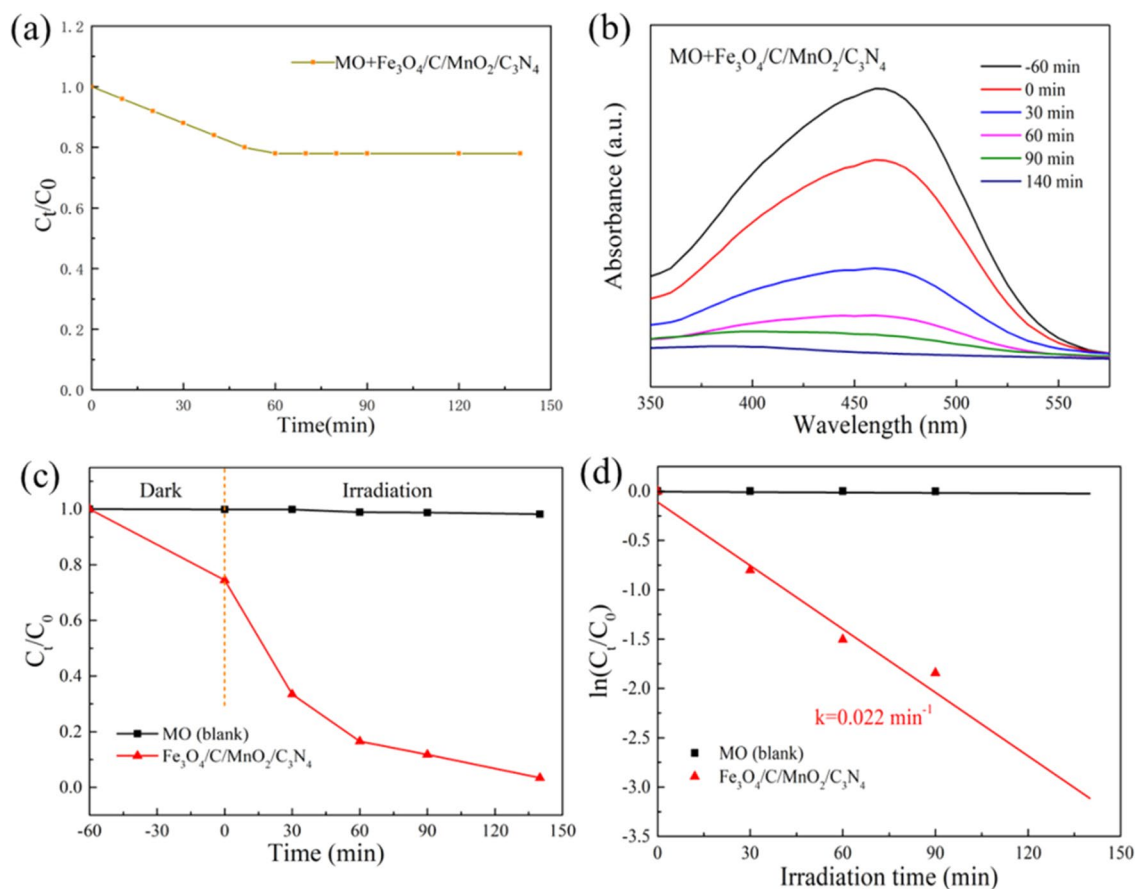 (a)
1.2
1.0
0.8
0.6
0.4
0.2
0.0
0
30
60
90
120
150
Time(min)
Cₜ/C₀
MO+Fe₃O₄/C/MnO₂/C₃N₄
(b)
MO+Fe₃O₄/C/MnO₂/C₃N₄
-60 min
0 min
30 min
60 min
90 min
140 min
Absorbance (a.u.)
350
400
450
500
550
Wavelength (nm)
(c)
Dark
Irradiation
1.0
0.8
0.6
0.4
0.2
0.0
Cₜ/C₀
MO (blank)
Fe₃O₄/C/MnO₂/C₃N₄
-60
-30
0
30
60
90
120
150
Time (min)
(d)
0.0
-0.5
-1.0
-1.5
-2.0
-2.5
-3.0
-3.5
ln(Cₜ/C₀)
k=0.022 min⁻¹
MO (blank)
Fe₃O₄/C/MnO₂/C₃N₄
0
30
60
90
120
150
Irradiation time (min)